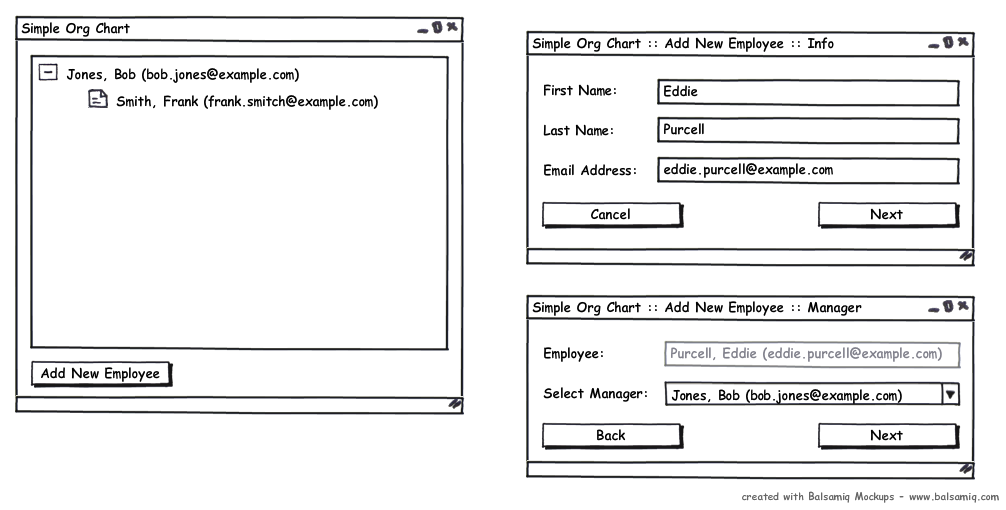 Simple Org Chart
Jones, Bob (bob.jones@example.com)
Smith, Frank (frank.smitch@example.com)
Add New Employee
Simple Org Chart :: Add New Employee :: Info
First Name: Eddie
Last Name: Purcell
Email Address: eddie.purcell@example.com
Cancel Next
Simple Org Chart :: Add New Employee :: Manager
Employee: Purcell, Eddie (eddie.purcell@example.com)
Select Manager: Jones, Bob (bob.jones@example.com)
Back Next
created with Balsamiq Mockups - www.balsamiq.com